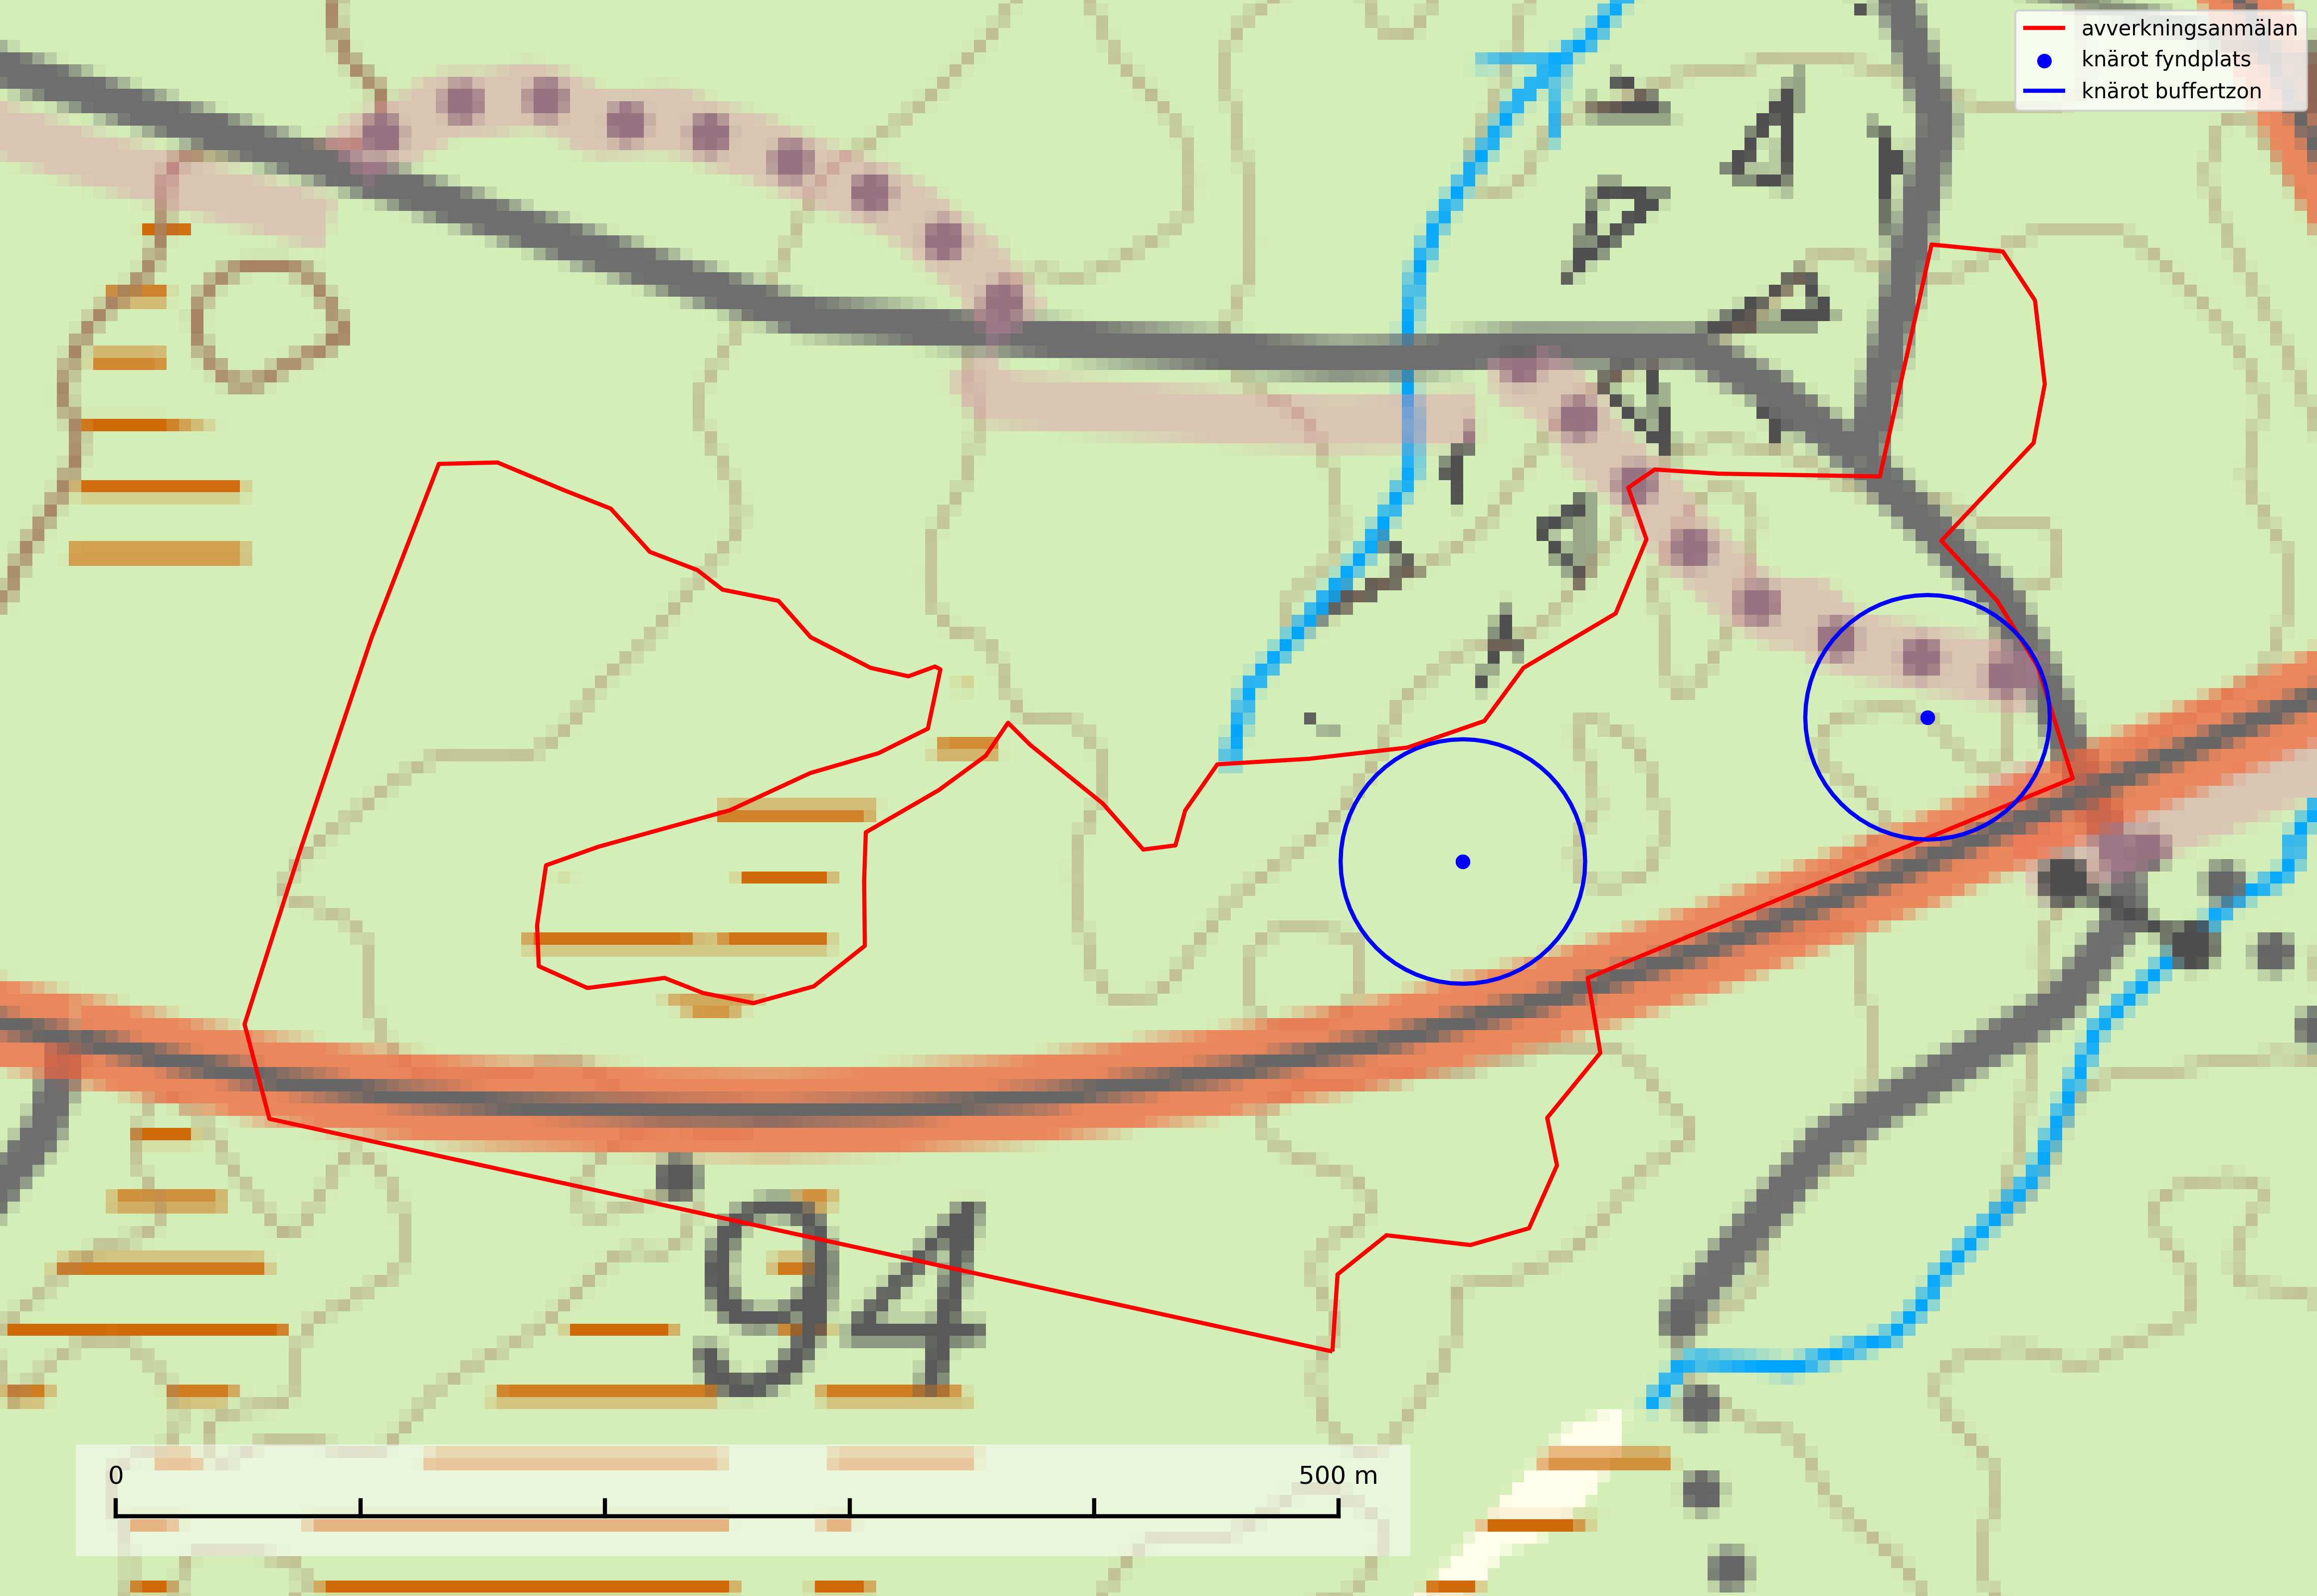 avverkningsanmälan
knärot fyndplats
knärot buffertzon
94
0 500 m